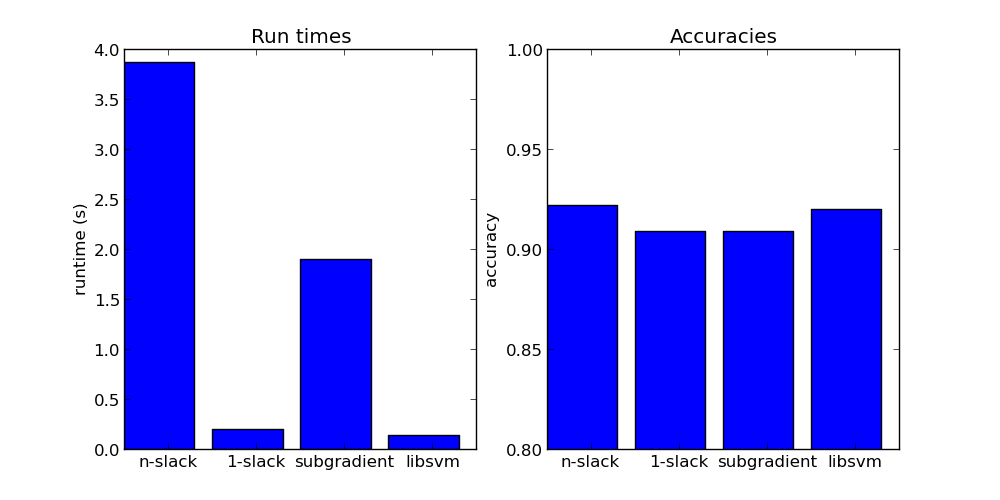 Run times
4.0
3.5
3.0
2.5
2.0
1.5
1.0
0.5
0.0
runtime (s)
n-slack 1-slack subgradient libsvm
Accuracies
1.00
0.95
0.90
0.85
0.80
accuracy
n-slack 1-slack subgradient libsvm